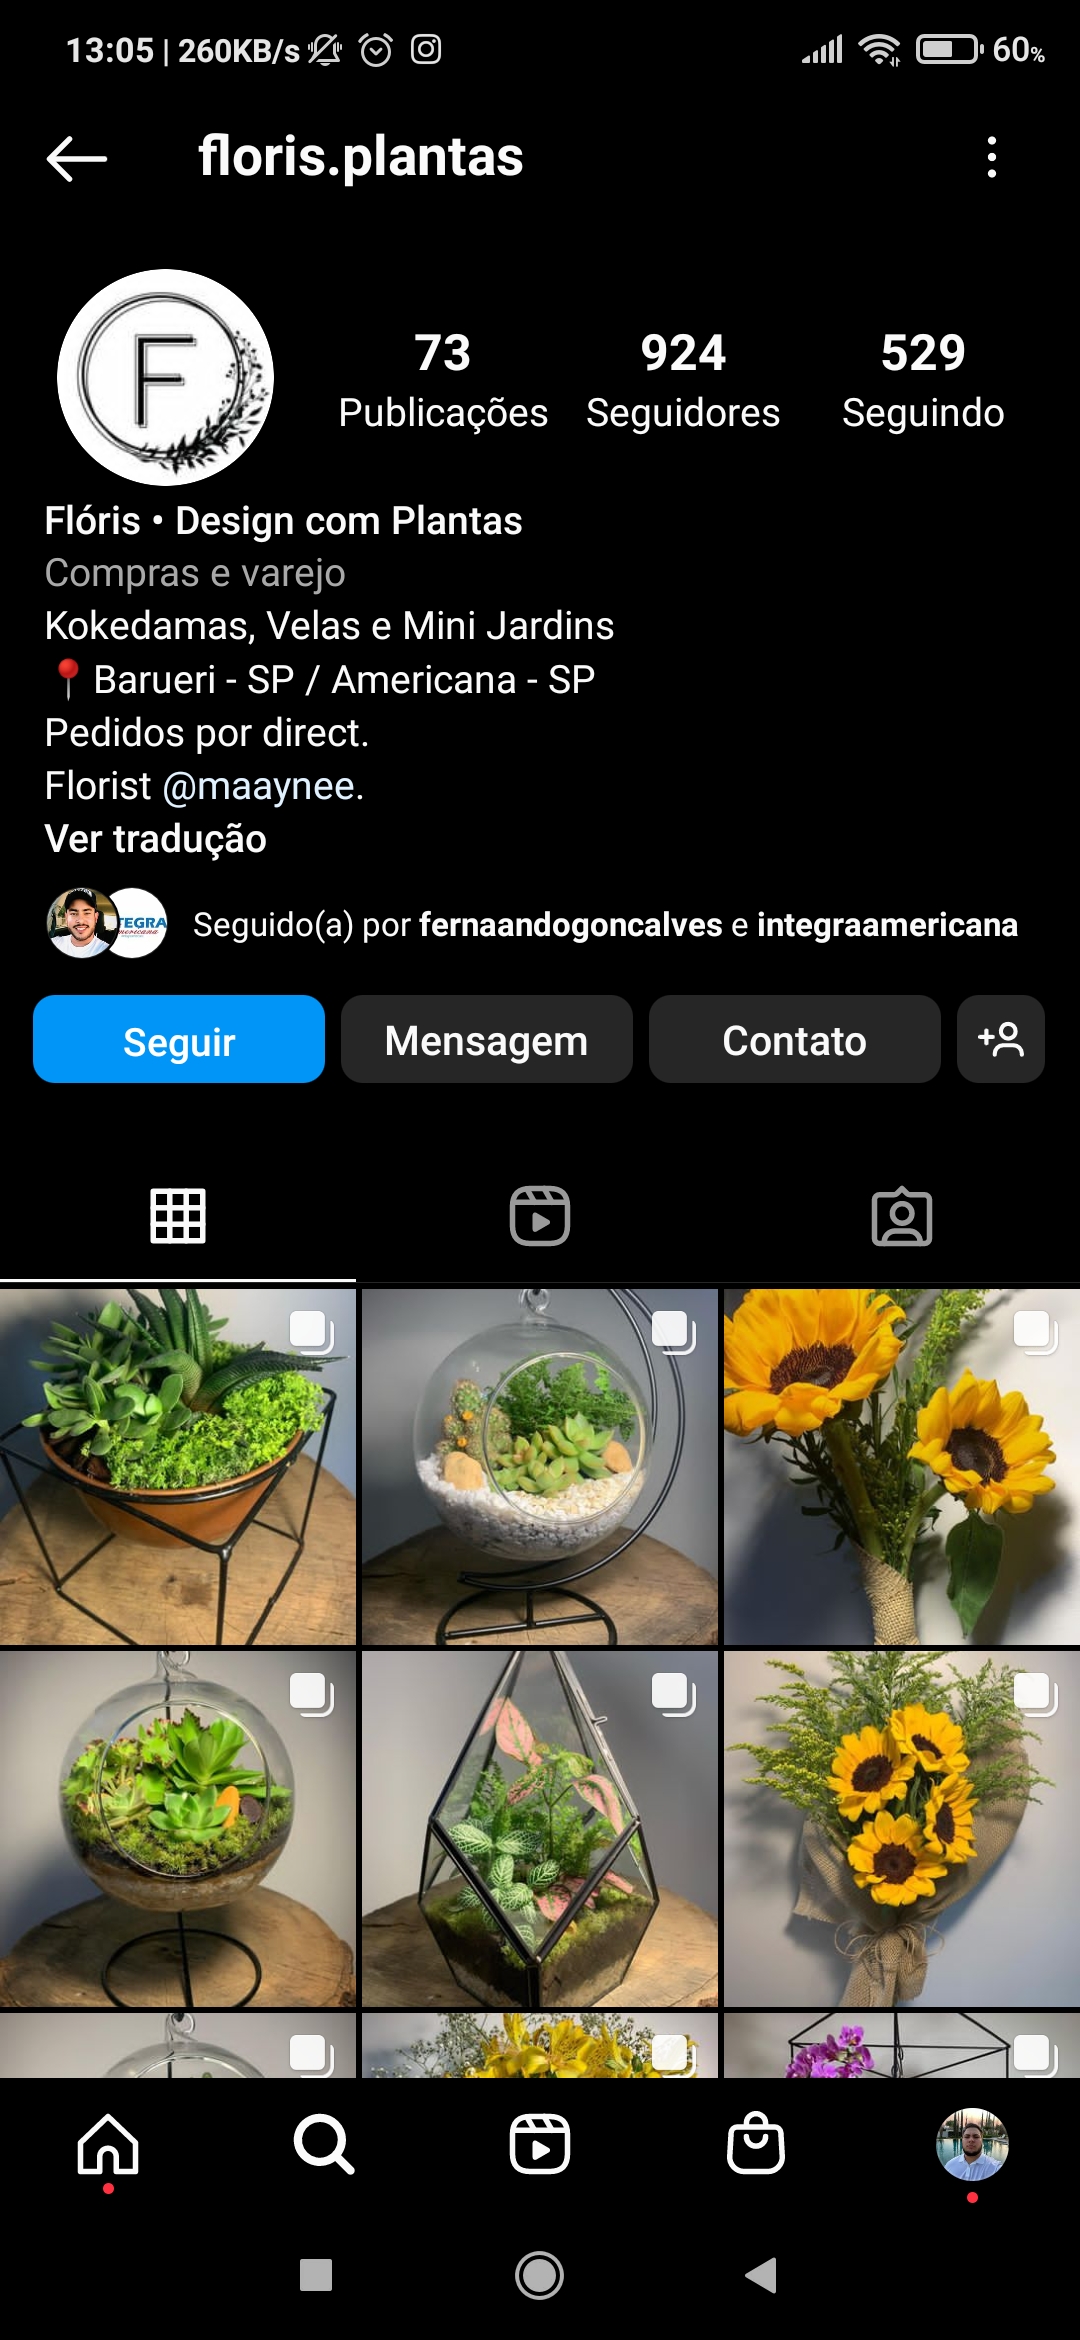 13:05 | 260KB/s 60%
floris.plantas
F
73 924 529
Publicações Seguidores Seguindo
Flóris • Design com Plantas
Compras e varejo
Kokedamas, Velas e Mini Jardins
📍Barueri - SP / Americana - SP
Pedidos por direct.
Florist @maaynee.
Ver tradução
TEGRA
Seguido(a) por fernaandogoncalves e integraamericana
Seguir Mensagem Contato